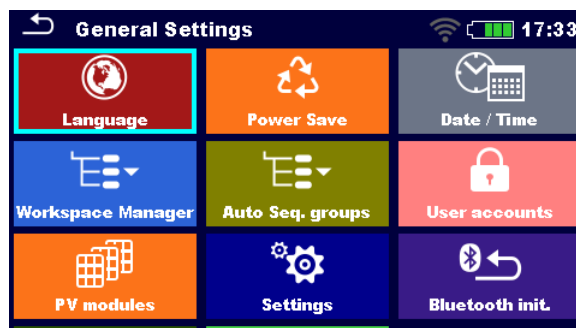 General Settings
17:33
Language
Power Save
Date / Time
Workspace Manager
Auto Seq. groups
User accounts
PV modules
Settings
Bluetooth init.